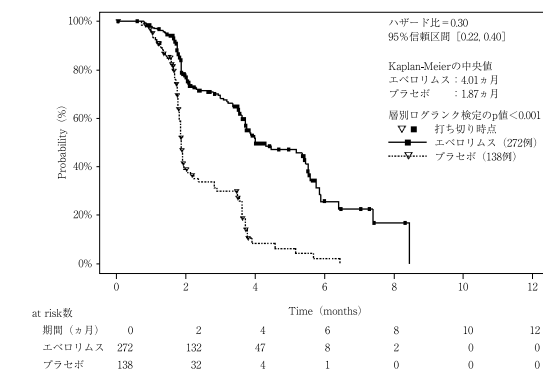 ハザード比=0.30
95%信頼区間[0.22, 0.40]
Kaplan-Meierの中央値
エベロリムス:4.01ヵ月
プラセボ :1.87ヵ月
層別ログランク検定のp値<0.001
▽ ■ 打ち切り時点
エベロリムス(272例)
プラセボ(138例)
Probability (%)
100%
80%
60%
40%
20%
0%
0 2 4 6 8 10 12
Time (months)
at risk数
期間(ヵ月) 0 2 4 6 8 10 12
エベロリムス 272 132 47 8 2 0 0
プラセボ 138 32 4 1 0 0 0